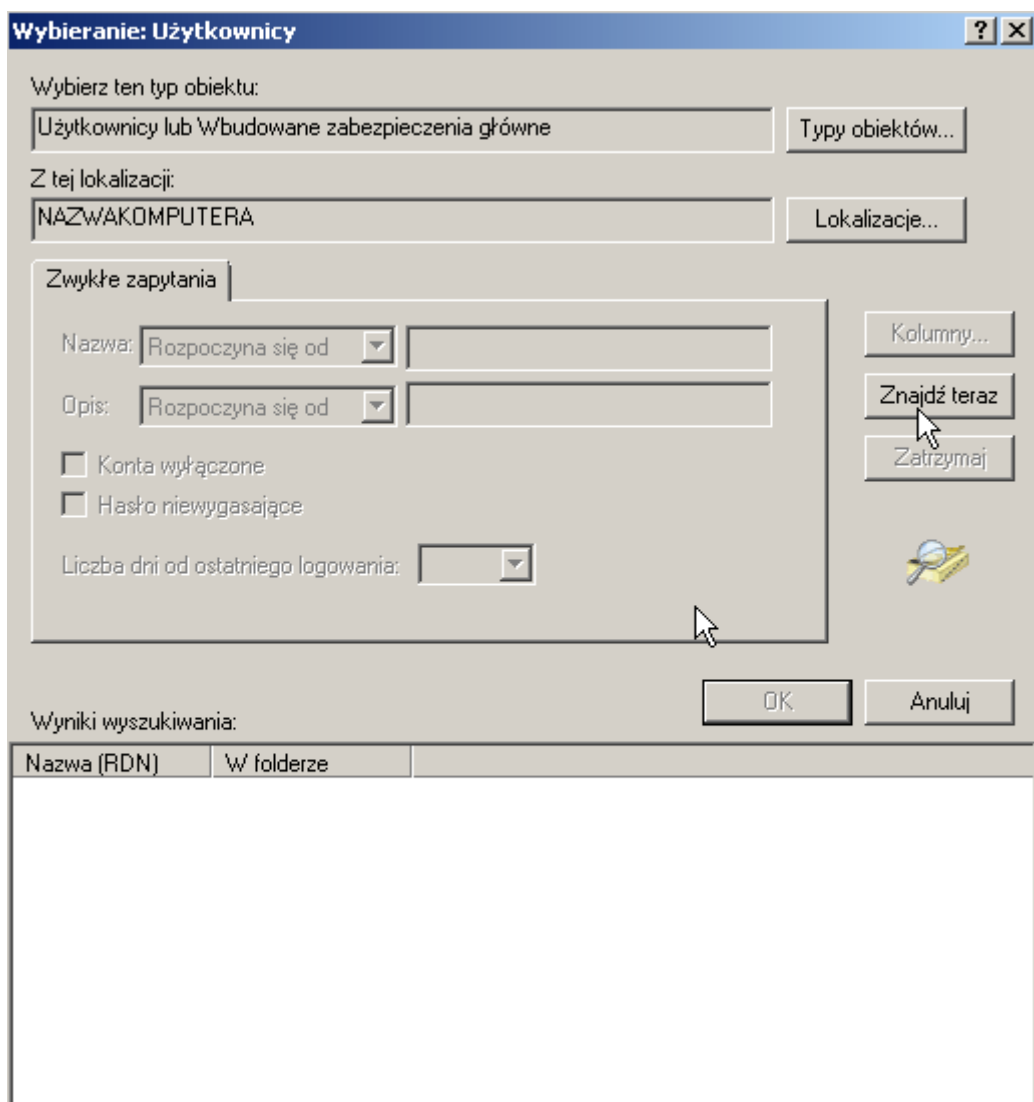 Wybieranie: Użytkownicy
Wybierz ten typ obiektu:
Użytkownicy lub Wbudowane zabezpieczenia główne
Typy obiektów...
Z tej lokalizacji:
NAZWAKOMPUTERA
Lokalizacje...
Zwykłe zapytania
Nazwa: Rozpoczyna się od
Kolumny...
Opis: Rozpoczyna się od
Znajdź teraz
Konta wyłączone
Zatrzymaj
Hasło niewygasające
Liczba dni od ostatniego logowania:
OK
Anuluj
Wyniki wyszukiwania:
Nazwa (RDN) W folderze